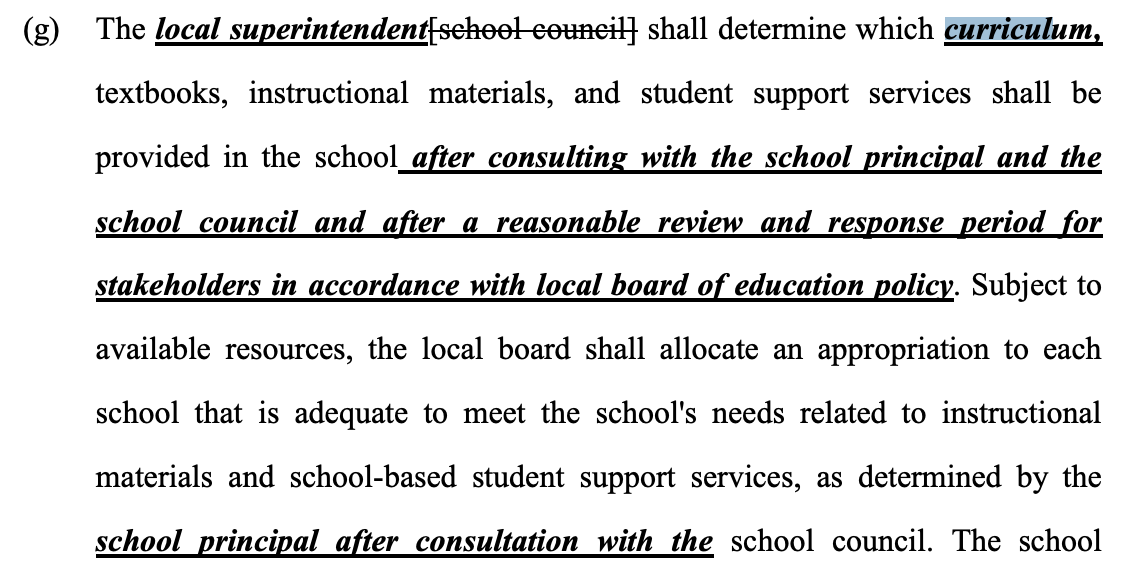 (g) The local superintendent[school council] shall determine which curriculum,
textbooks, instructional materials, and student support services shall be
provided in the school after consulting with the school principal and the
school council and after a reasonable review and response period for
stakeholders in accordance with local board of education policy. Subject to
available resources, the local board shall allocate an appropriation to each
school that is adequate to meet the school's needs related to instructional
materials and school-based student support services, as determined by the
school principal after consultation with the school council. The school